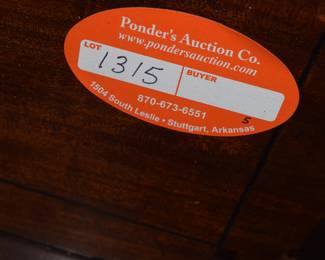 Ponder's Auction Co.
www.pondersauction.com
LOT
1315
BUYER
5
870-673-6551
1504 South Leslie • Stuttgart, Arkansas